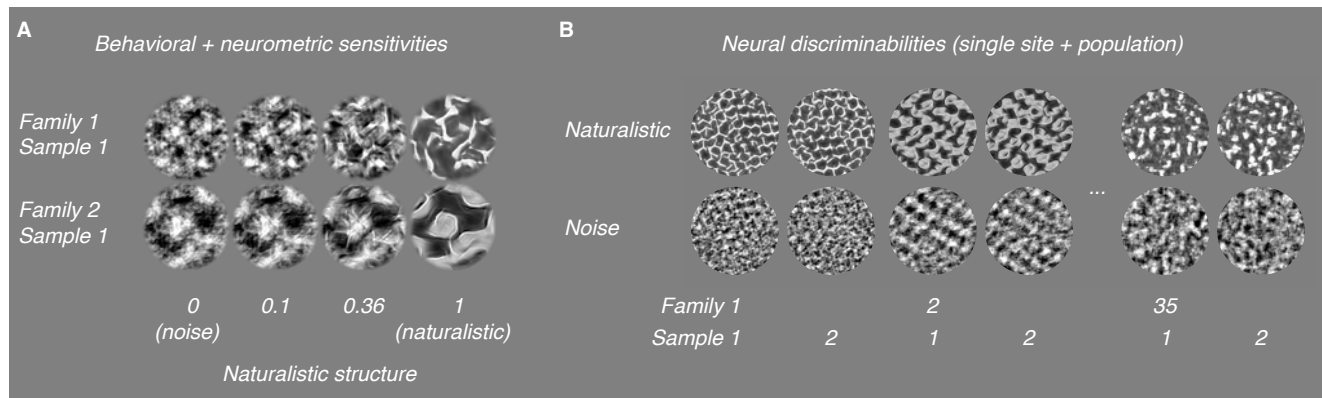 A
Behavioral + neurometric sensitivities
Family 1
Sample 1
Family 2
Sample 1
0 0.1 0.36 1
(noise) (naturalistic)
Naturalistic structure
B
Neural discriminabilities (single site + population)
Naturalistic
...
Noise
Family 1 2 35
Sample 1 2 1 2 1 2